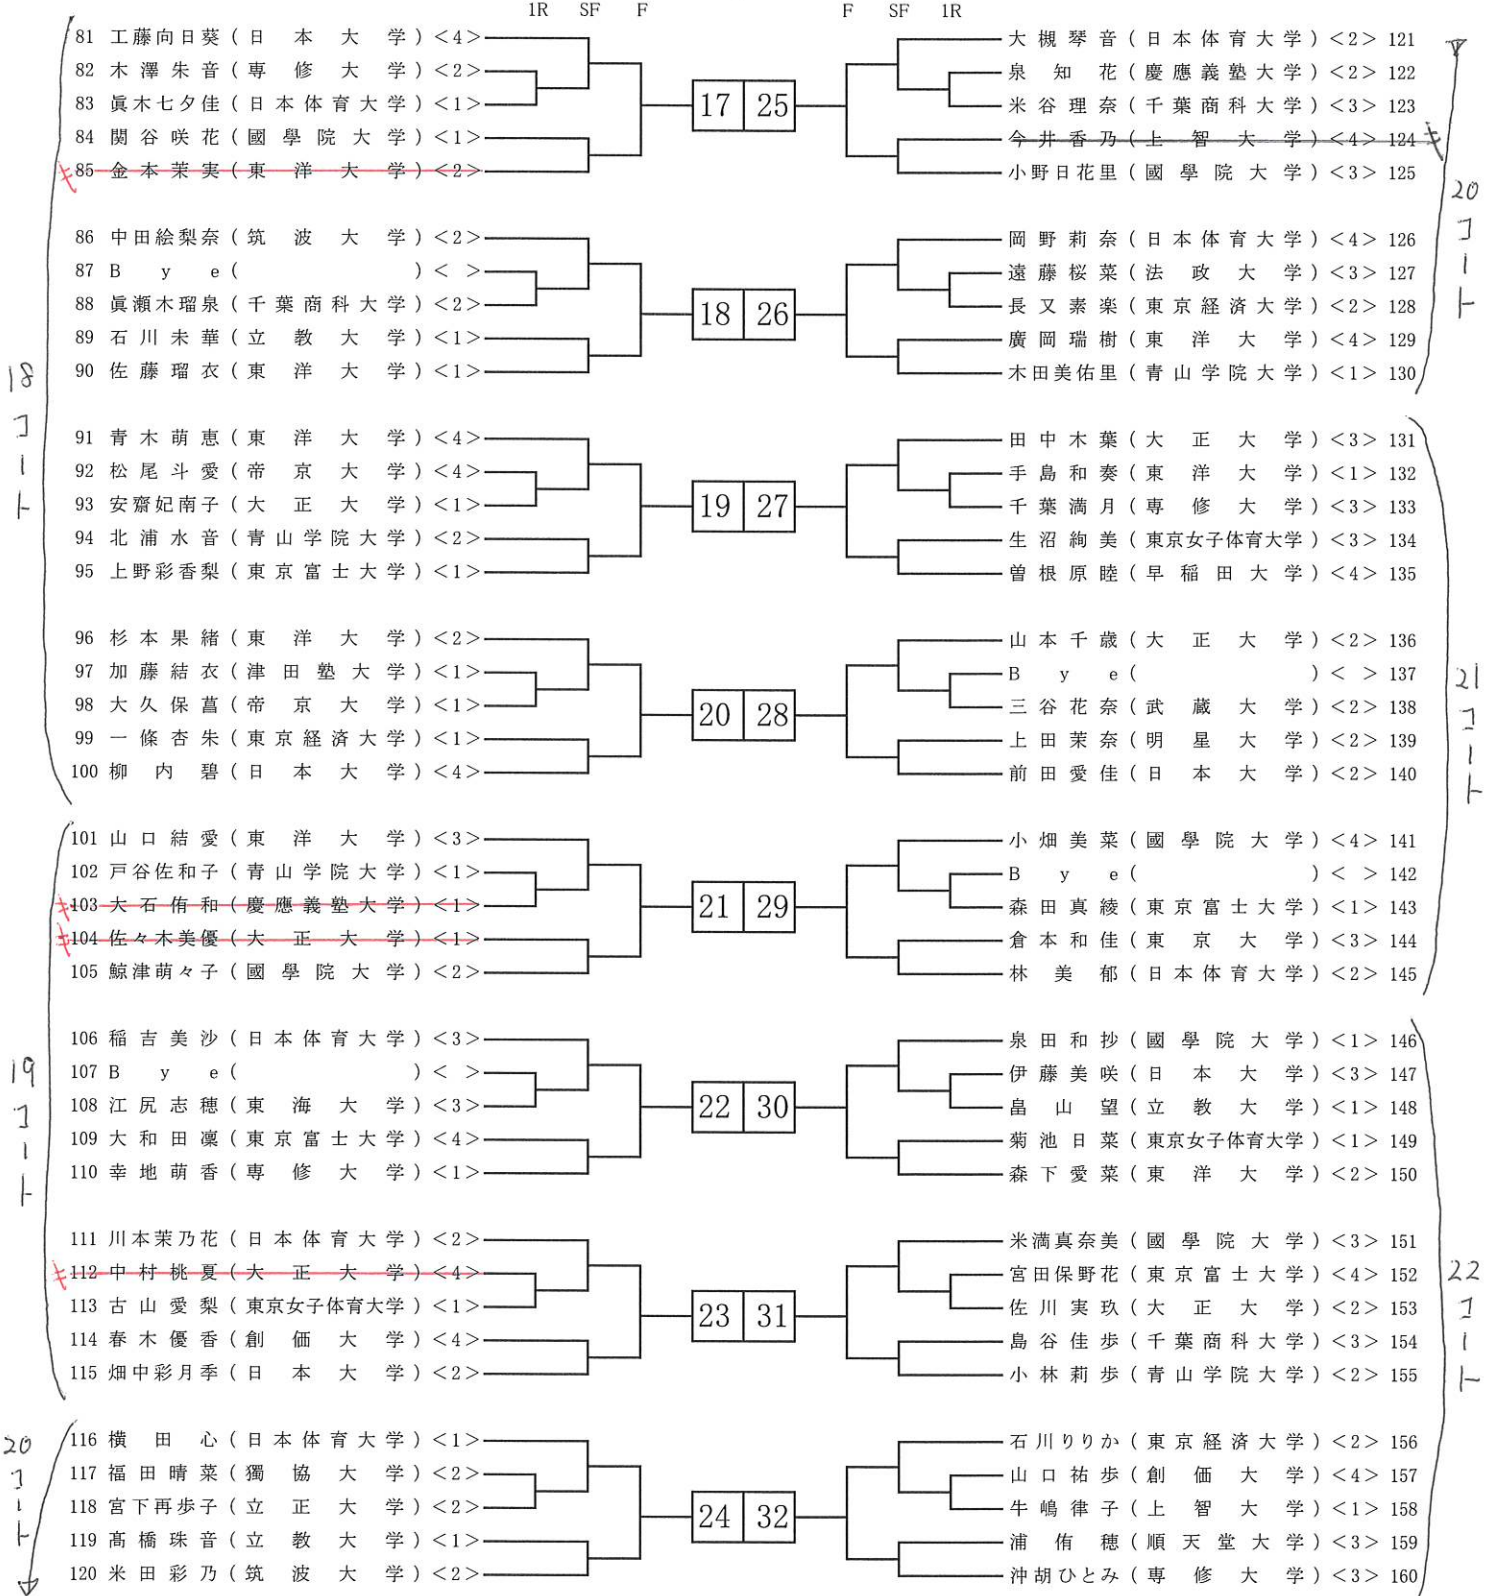 1R SF F
F SF 1R
81 工藤向日葵(日本大学)<4>
82 木澤朱音(専修大学)<2>
83 眞木七夕佳(日本体育大学)<1>
84 関谷咲花(國學院大学)<1>
キ 85 金本茉実(東洋大学)<2>
17 25
大槻琴音(日本体育大学)<2> 121
泉知花(慶應義塾大学)<2> 122
米谷理奈(千葉商科大学)<3> 123
今井香乃(上智大学)<4> 124 キ
小野日花里(國學院大学)<3> 125
86 中田絵梨奈(筑波大学)<2>
87 Bye( )< >
88 眞瀬木瑠泉(千葉商科大学)<2>
89 石川未華(立教大学)<1>
90 佐藤瑠衣(東洋大学)<1>
18 26
岡野莉奈(日本体育大学)<4> 126
遠藤桜菜(法政大学)<3> 127
長又素楽(東京経済大学)<2> 128
廣岡瑞樹(東洋大学)<4> 129
木田美佑里(青山学院大学)<1> 130
18コート
20コート
91 青木萌恵(東洋大学)<4>
92 松尾斗愛(帝京大学)<4>
93 安齋妃南子(大正大学)<1>
94 北浦水音(青山学院大学)<2>
95 上野彩香梨(東京富士大学)<1>
19 27
田中木葉(大正大学)<3> 131
手島和奏(東洋大学)<1> 132
千葉満月(専修大学)<3> 133
生沼絢美(東京女子体育大学)<3> 134
曽根原睦(早稲田大学)<4> 135
96 杉本果緒(東洋大学)<2>
97 加藤結衣(津田塾大学)<1>
98 大久保菖(帝京大学)<1>
99 一條杏朱(東京経済大学)<1>
100 柳内碧(日本大学)<4>
20 28
山本千歳(大正大学)<2> 136
Bye( )< > 137
三谷花奈(武蔵大学)<2> 138
上田茉奈(明星大学)<2> 139
前田愛佳(日本大学)<2> 140
21コート
101 山口結愛(東洋大学)<3>
102 戸谷佐和子(青山学院大学)<1>
キ 103 大石侑和(慶應義塾大学)<1>
キ 104 佐々木美優(大正大学)<1>
105 鯨津萌々子(國學院大学)<2>
21 29
小畑美菜(國學院大学)<4> 141
Bye( )< > 142
森田真綾(東京富士大学)<1> 143
倉本和佳(東京大学)<3> 144
林美郁(日本体育大学)<2> 145
106 稲吉美沙(日本体育大学)<3>
107 Bye( )< >
108 江尻志穂(東海大学)<3>
109 大和田凜(東京富士大学)<4>
110 幸地萌香(専修大学)<1>
22 30
泉田和抄(國學院大学)<1> 146
伊藤美咲(日本大学)<3> 147
畠山望(立教大学)<1> 148
菊池日菜(東京女子体育大学)<1> 149
森下愛菜(東洋大学)<2> 150
19コート
111 川本茉乃花(日本体育大学)<2>
キ 112 中村桃夏(大正大学)<4>
113 古山愛梨(東京女子体育大学)<1>
114 春木優香(創価大学)<4>
115 畑中彩月季(日本大学)<2>
23 31
米満真奈美(國學院大学)<3> 151
宮田保野花(東京富士大学)<4> 152
佐川実玖(大正大学)<2> 153
島谷佳歩(千葉商科大学)<3> 154
小林莉歩(青山学院大学)<2> 155
22コート
116 横田心(日本体育大学)<1>
117 福田晴菜(獨協大学)<2>
118 宮下再歩子(立正大学)<2>
119 髙橋珠音(立教大学)<1>
120 米田彩乃(筑波大学)<2>
20コート
24 32
石川りりか(東京経済大学)<2> 156
山口祐歩(創価大学)<4> 157
牛嶋律子(上智大学)<1> 158
浦侑穂(順天堂大学)<3> 159
沖胡ひとみ(専修大学)<3> 160